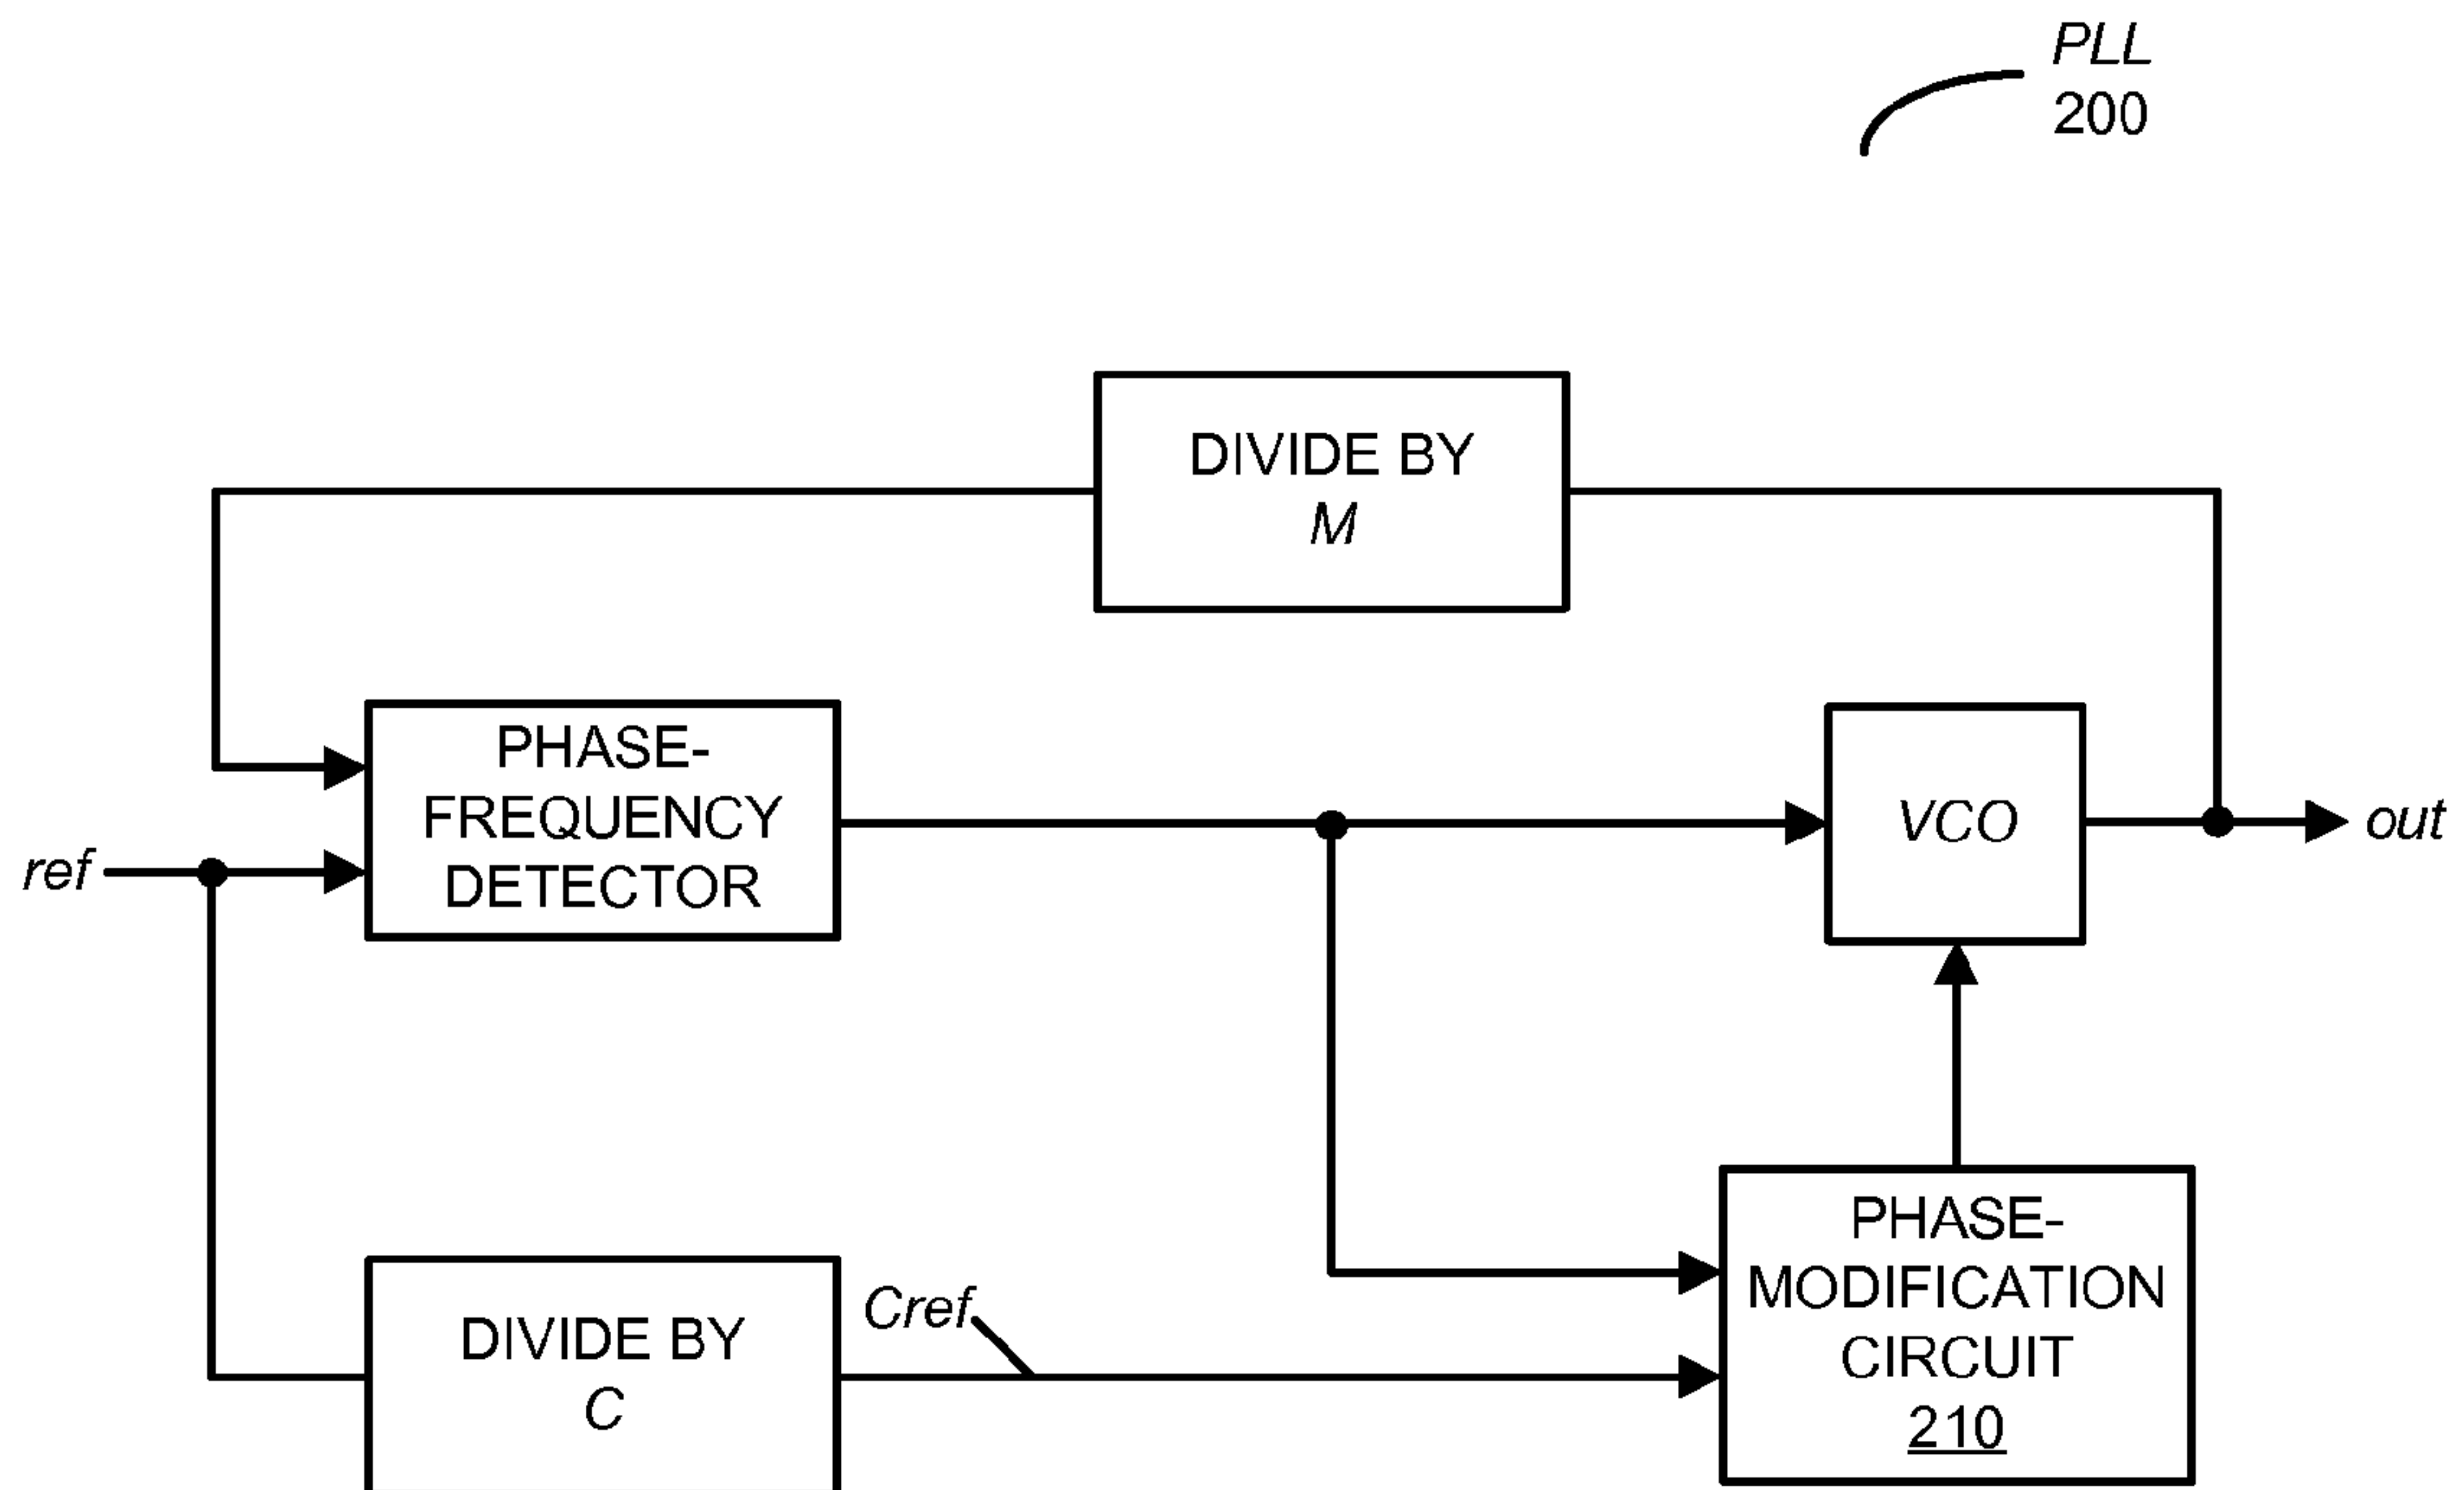 PLL
200
DIVIDE BY
M
PHASE-
FREQUENCY
DETECTOR
VCO
out
ref
PHASE-
MODIFICATION
CIRCUIT
210
Cref
DIVIDE BY
C